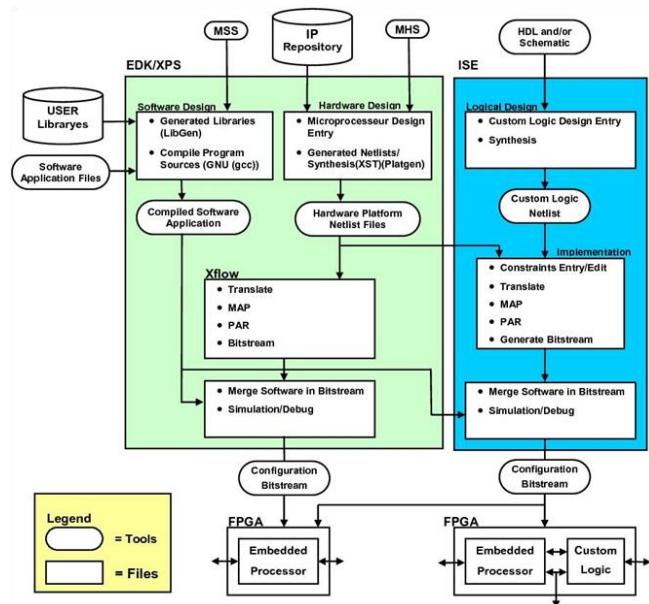 MSS
IP
Repository
MHS
HDL and/or
Schematic
EDK/XPS
ISE
USER
Libraryes
Software Design
• Generated Libraries
(LibGen)
• Compile Program
Sources (GNU (gcc))
Hardware Design
• Microprocesseur Design
Entry
• Generated Netlists/
Synthesis(XST)(Platgen)
Logical Design
• Custom Logic Design Entry
• Synthesis
Software
Application Files
Compiled Software
Application
Hardware Platform
Netlist Files
Custom Logic
Netlist
Implementation
Xflow
• Translate
• MAP
• PAR
• Bitstream
• Constraints Entry/Edit
• Translate
• MAP
• PAR
• Generate Bitstream
• Merge Software in Bitstream
• Simulation/Debug
• Merge Software in Bitstream
• Simulation/Debug
Configuration
Bitstream
Configuration
Bitstream
Legend
= Tools
= Files
FPGA
Embedded
Processor
FPGA
Embedded
Processor
Custom
Logic